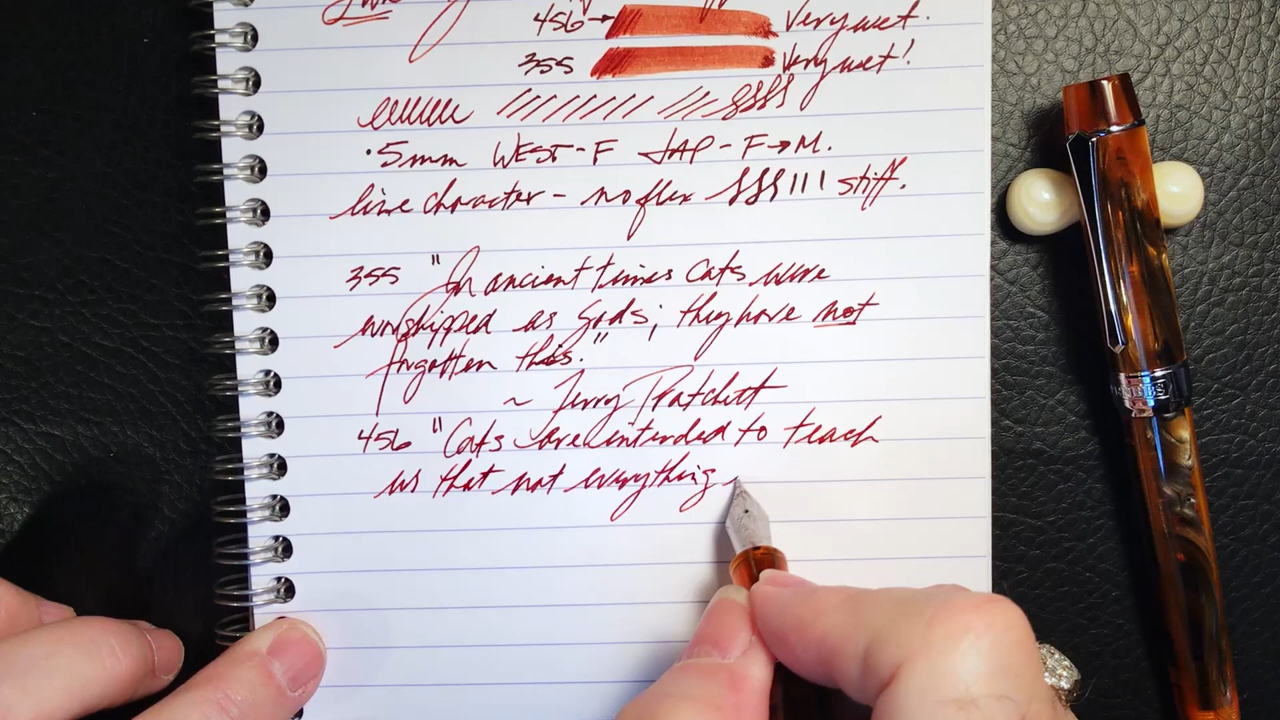 456→ Very wet.
355 Very wet!
.5mm WEST-F JAP-F→M.
line character - no flex stiff.
355 "In ancient times cats were
worshipped as gods; they have not
forgotten this."
~ Terry Pratchett
456 "Cats are intended to teach
us that not everything